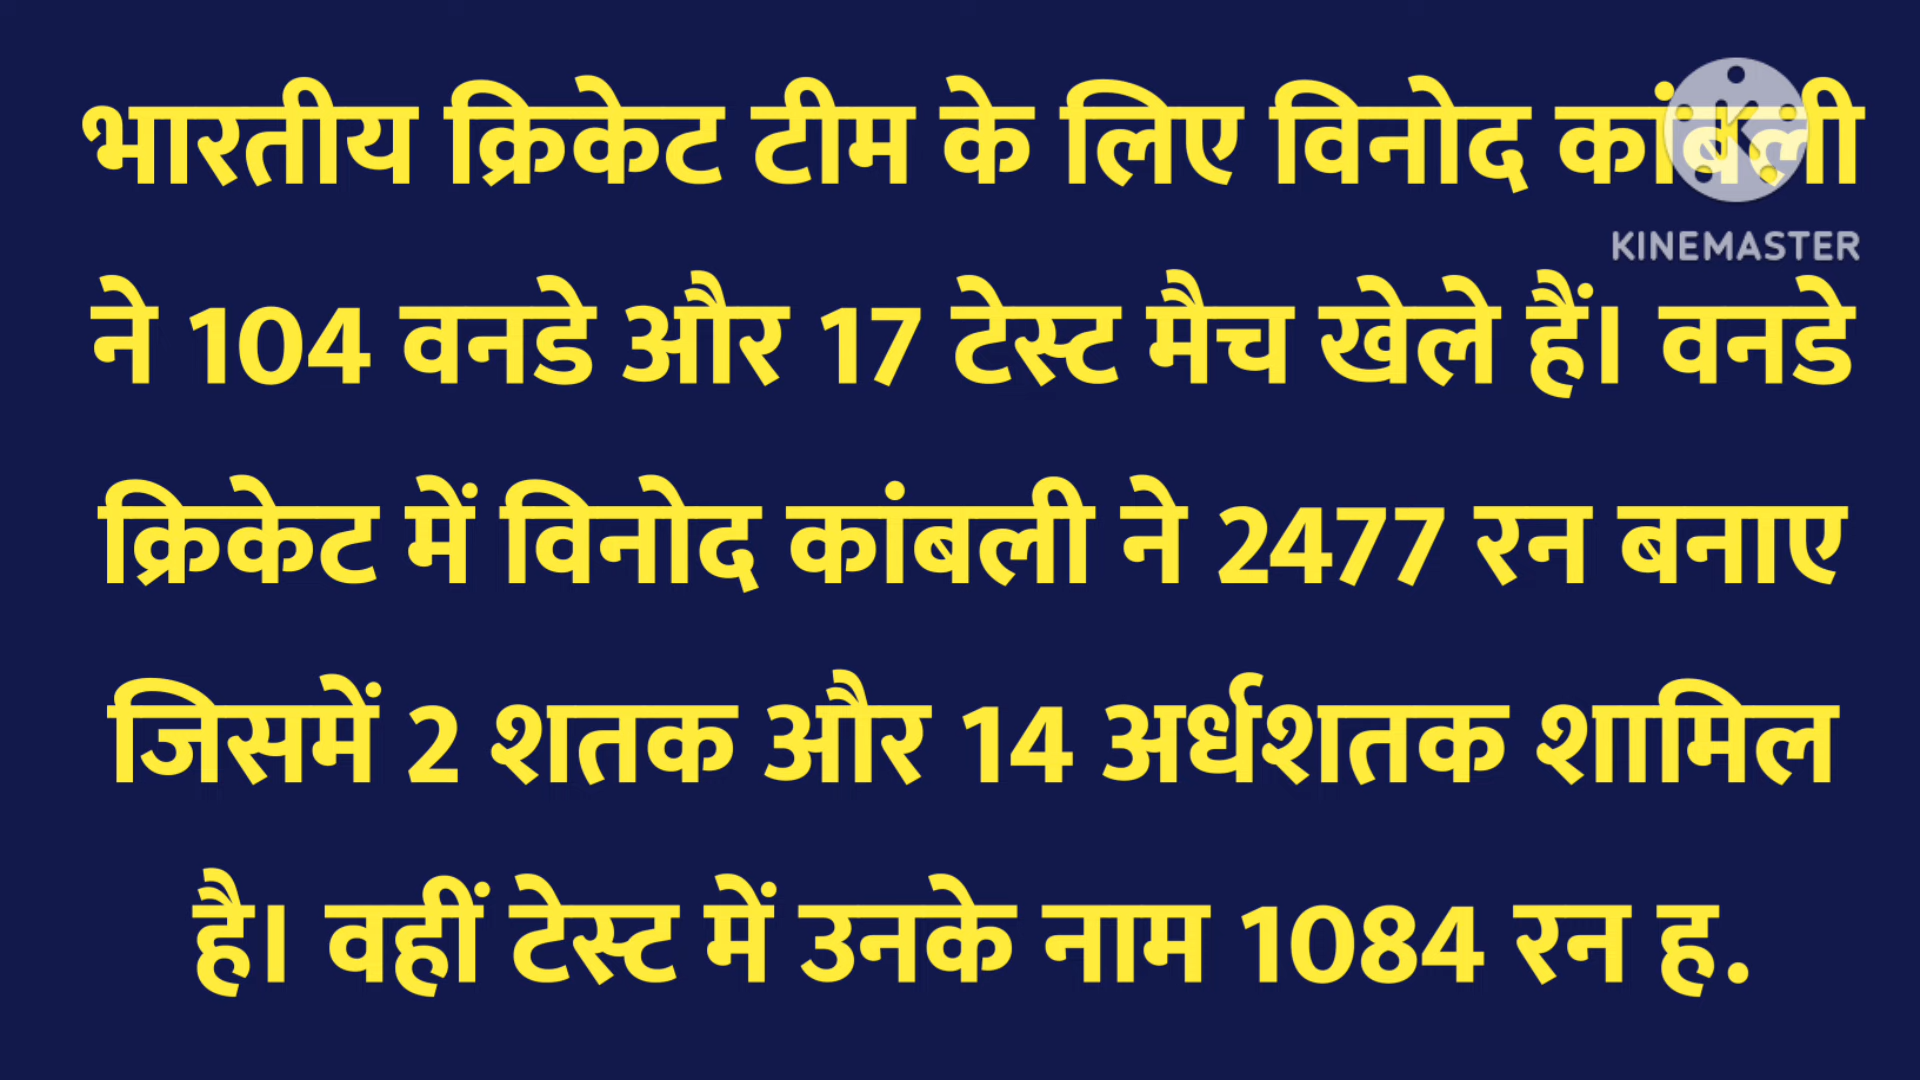 भारतीय क्रिकेट टीम के लिए विनोद कांबली
KINEMASTER
ने 104 वनडे और 17 टेस्ट मैच खेले हैं। वनडे
क्रिकेट में विनोद कांबली ने 2477 रन बनाए
जिसमें 2 शतक और 14 अर्धशतक शामिल
है। वहीं टेस्ट में उनके नाम 1084 रन ह.